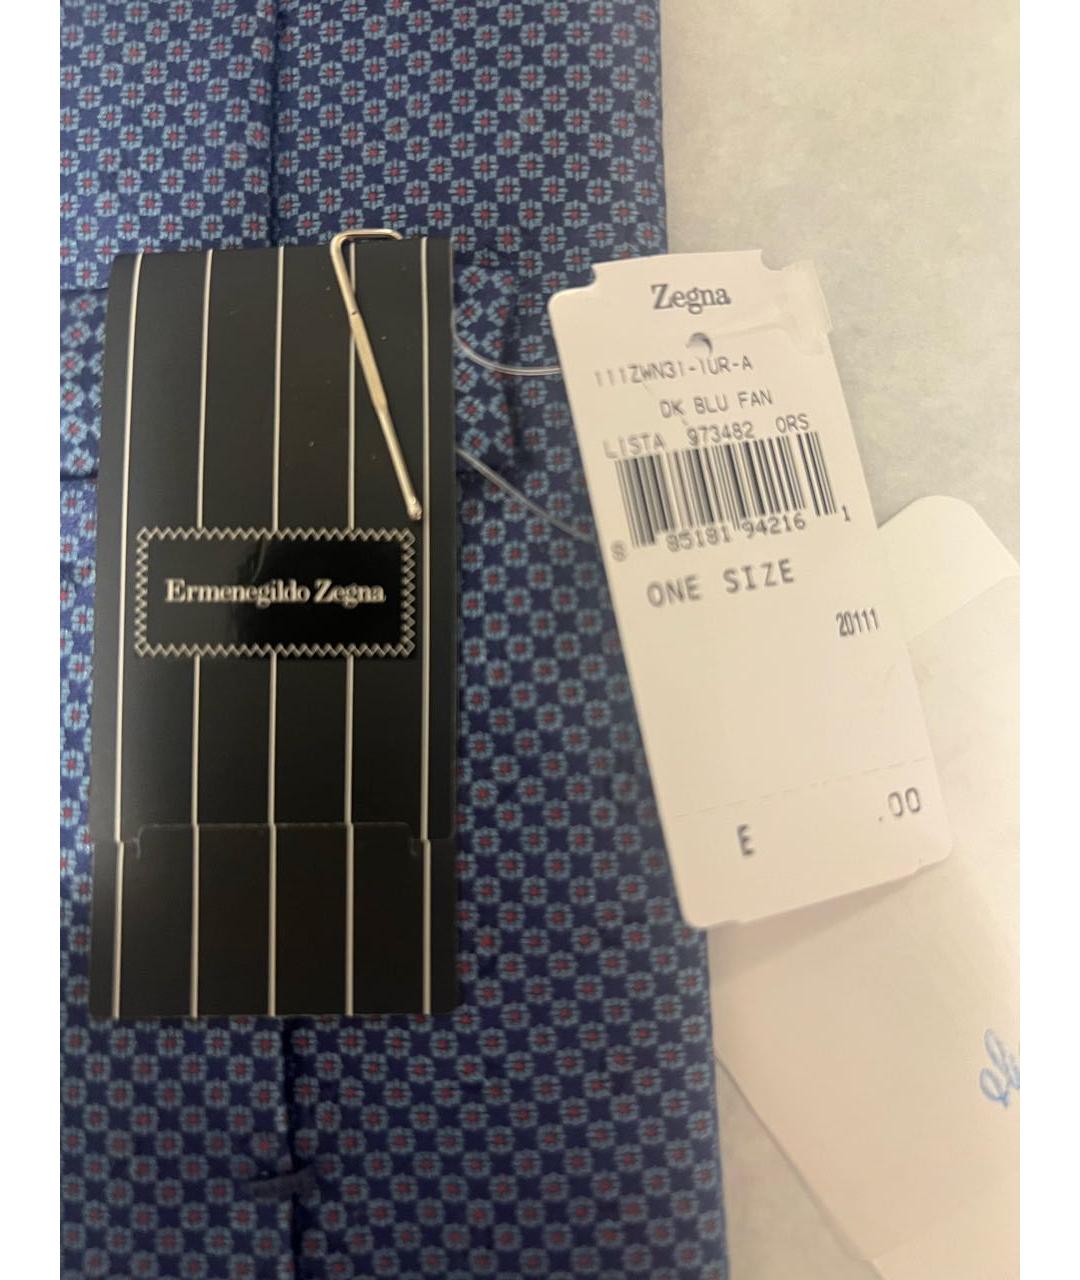 Ermenegildo Zegna
Zegna
111ZWN31-1UR-A
DK BLU FAN
LISTA 973482 ORS
8 85181 94216 1
ONE SIZE
20111
E .00